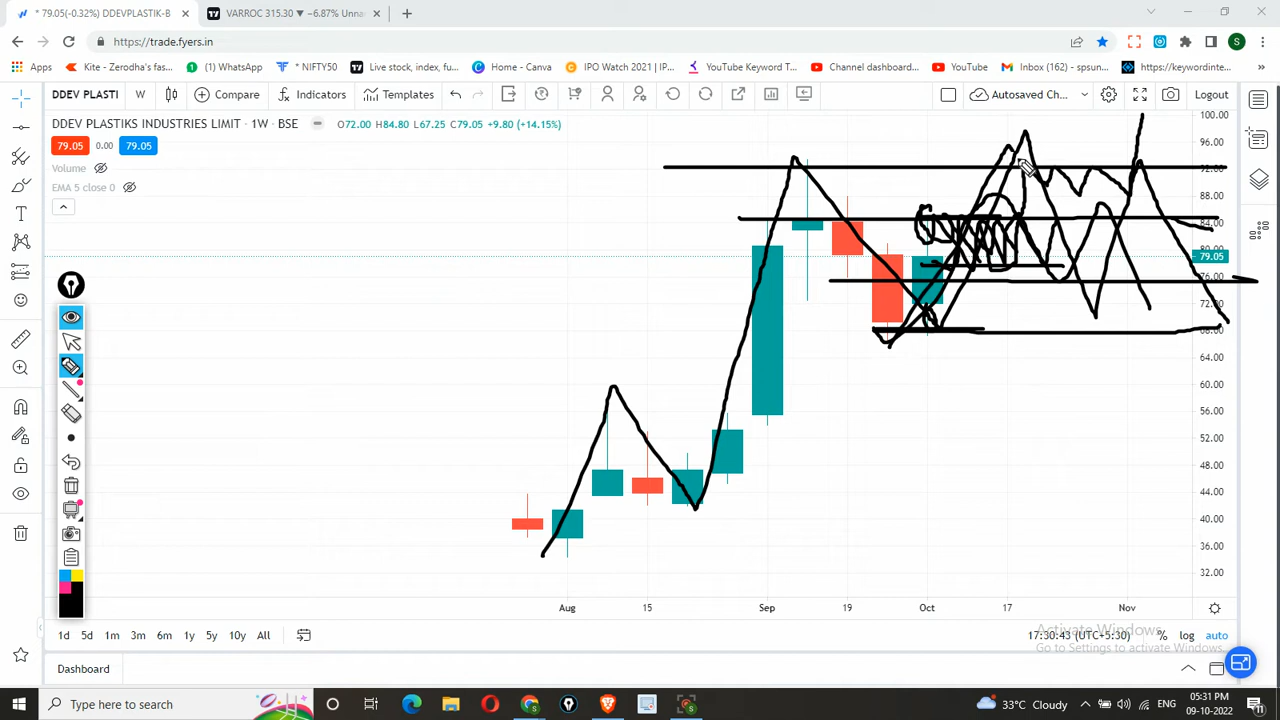 * 79.05(-0.32%) DDEVPLASTIK-B
VARROC 315.30 ▼ −6.87% Unna
https://trade.fyers.in
Apps
Kite - Zerodha's fast...
(1) WhatsApp
* _NIFTY50
Live stock, index, fu...
Home - Canva
IPO Watch 2021 | IP...
YouTube Keyword T...
Channel dashboard...
YouTube
Inbox (162) - spsun...
https://keywordinte...
DDEV PLASTI
W
Compare
Indicators
Templates
Autosaved Ch...
Logout
DDEV PLASTIKS INDUSTRIES LIMIT · 1W · BSE
O72.00 H84.80 L67.25 C79.05 +9.80 (+14.15%)
79.05
0.00
79.05
Volume
EMA 5 close 0
100.00
96.00
92.00
88.00
84.00
80.00
79.05
76.00
72.00
68.00
64.00
60.00
56.00
52.00
48.00
44.00
40.00
36.00
32.00
Aug
15
Sep
19
Oct
17
Nov
1d
5d
1m
3m
6m
1y
5y
10y
All
17:30:43 (UTC+5:30)
%
log
auto
Activate Windows
Go to Settings to activate Windows.
Dashboard
Type here to search
33°C Cloudy
ENG
05:31 PM
09-10-2022